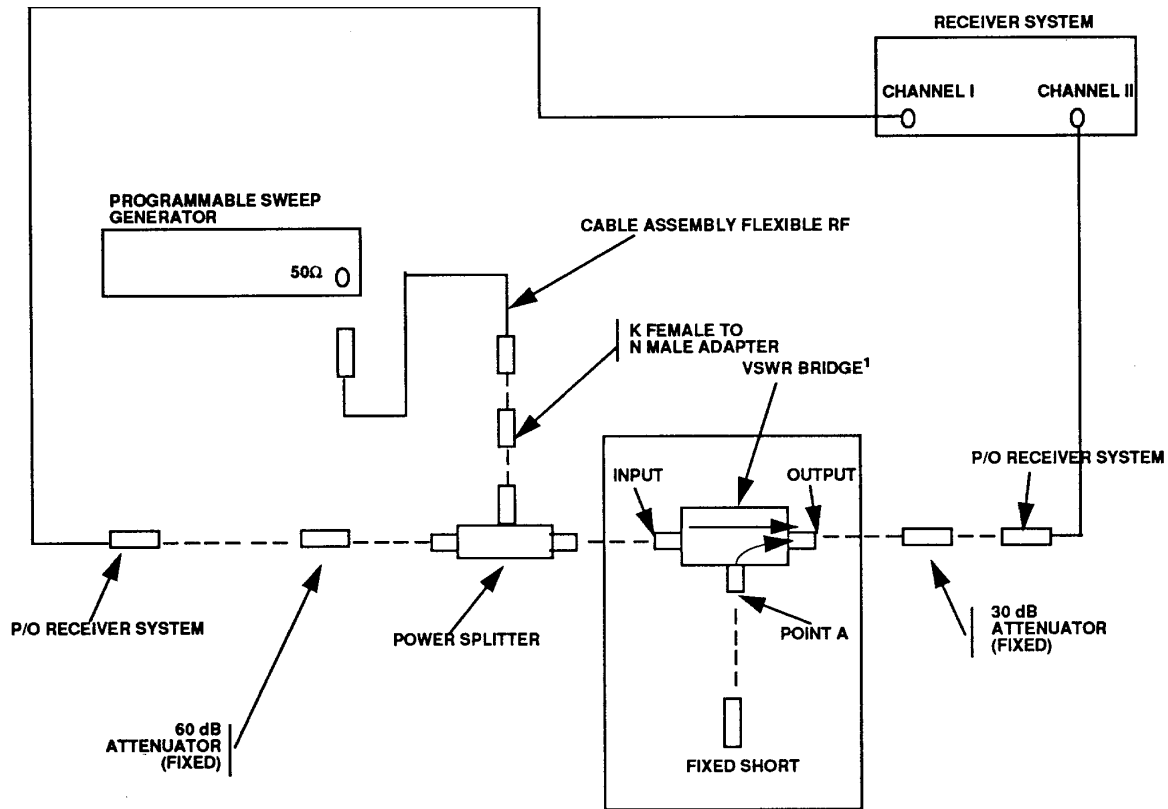 RECEIVER SYSTEM
CHANNEL I
CHANNEL II
PROGRAMMABLE SWEEP
GENERATOR
50Ω
CABLE ASSEMBLY FLEXIBLE RF
K FEMALE TO
N MALE ADAPTER
VSWR BRIDGE¹
INPUT
OUTPUT
P/O RECEIVER SYSTEM
P/O RECEIVER SYSTEM
POWER SPLITTER
POINT A
30 dB
ATTENUATOR
(FIXED)
60 dB
ATTENUATOR
(FIXED)
FIXED SHORT